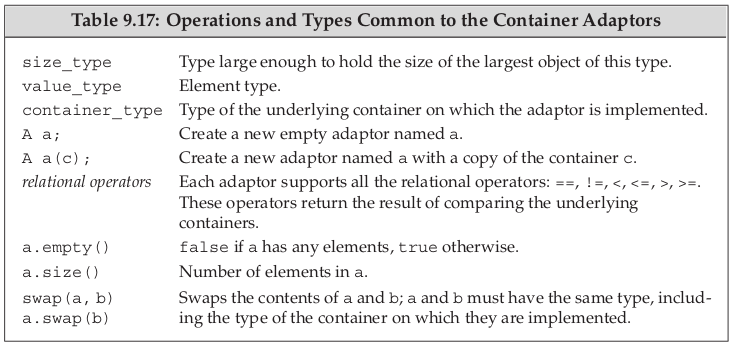 Table 9.17: Operations and Types Common to the Container Adaptors
size_type Type large enough to hold the size of the largest object of this type.
value_type Element type.
container_type Type of the underlying container on which the adaptor is implemented.
A a; Create a new empty adaptor named a.
A a(c); Create a new adaptor named a with a copy of the container c.
relational operators Each adaptor supports all the relational operators: ==, !=, <, <=, >, >=.
These operators return the result of comparing the underlying
containers.
a.empty() false if a has any elements, true otherwise.
a.size() Number of elements in a.
swap(a, b) Swaps the contents of a and b; a and b must have the same type, includ-
a.swap(b) ing the type of the container on which they are implemented.